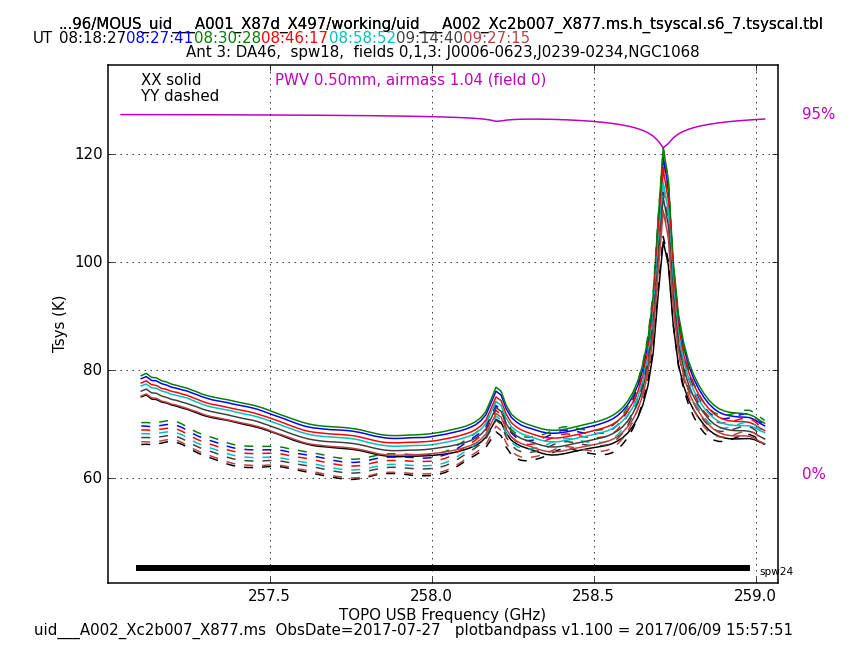 ...96/MOUS_uid___A001_X87d_X497/working/uid___A002_Xc2b007_X877.ms.h_tsyscal.s6_7.tsyscal.tbl
UT 08:18:27 08:27:41 08:30:28 08:46:17 08:58:52 09:14:40 09:27:15
Ant 3: DA46, spw18, fields 0,1,3: J0006-0623,J0239-0234,NGC1068
XX solid PWV 0.50mm, airmass 1.04 (field 0)
YY dashed
95%
120
100
80
60
0%
Tsys (K)
spw24
257.5 258.0 258.5 259.0
TOPO USB Frequency (GHz)
uid___A002_Xc2b007_X877.ms ObsDate=2017-07-27 plotbandpass v1.100 = 2017/06/09 15:57:51